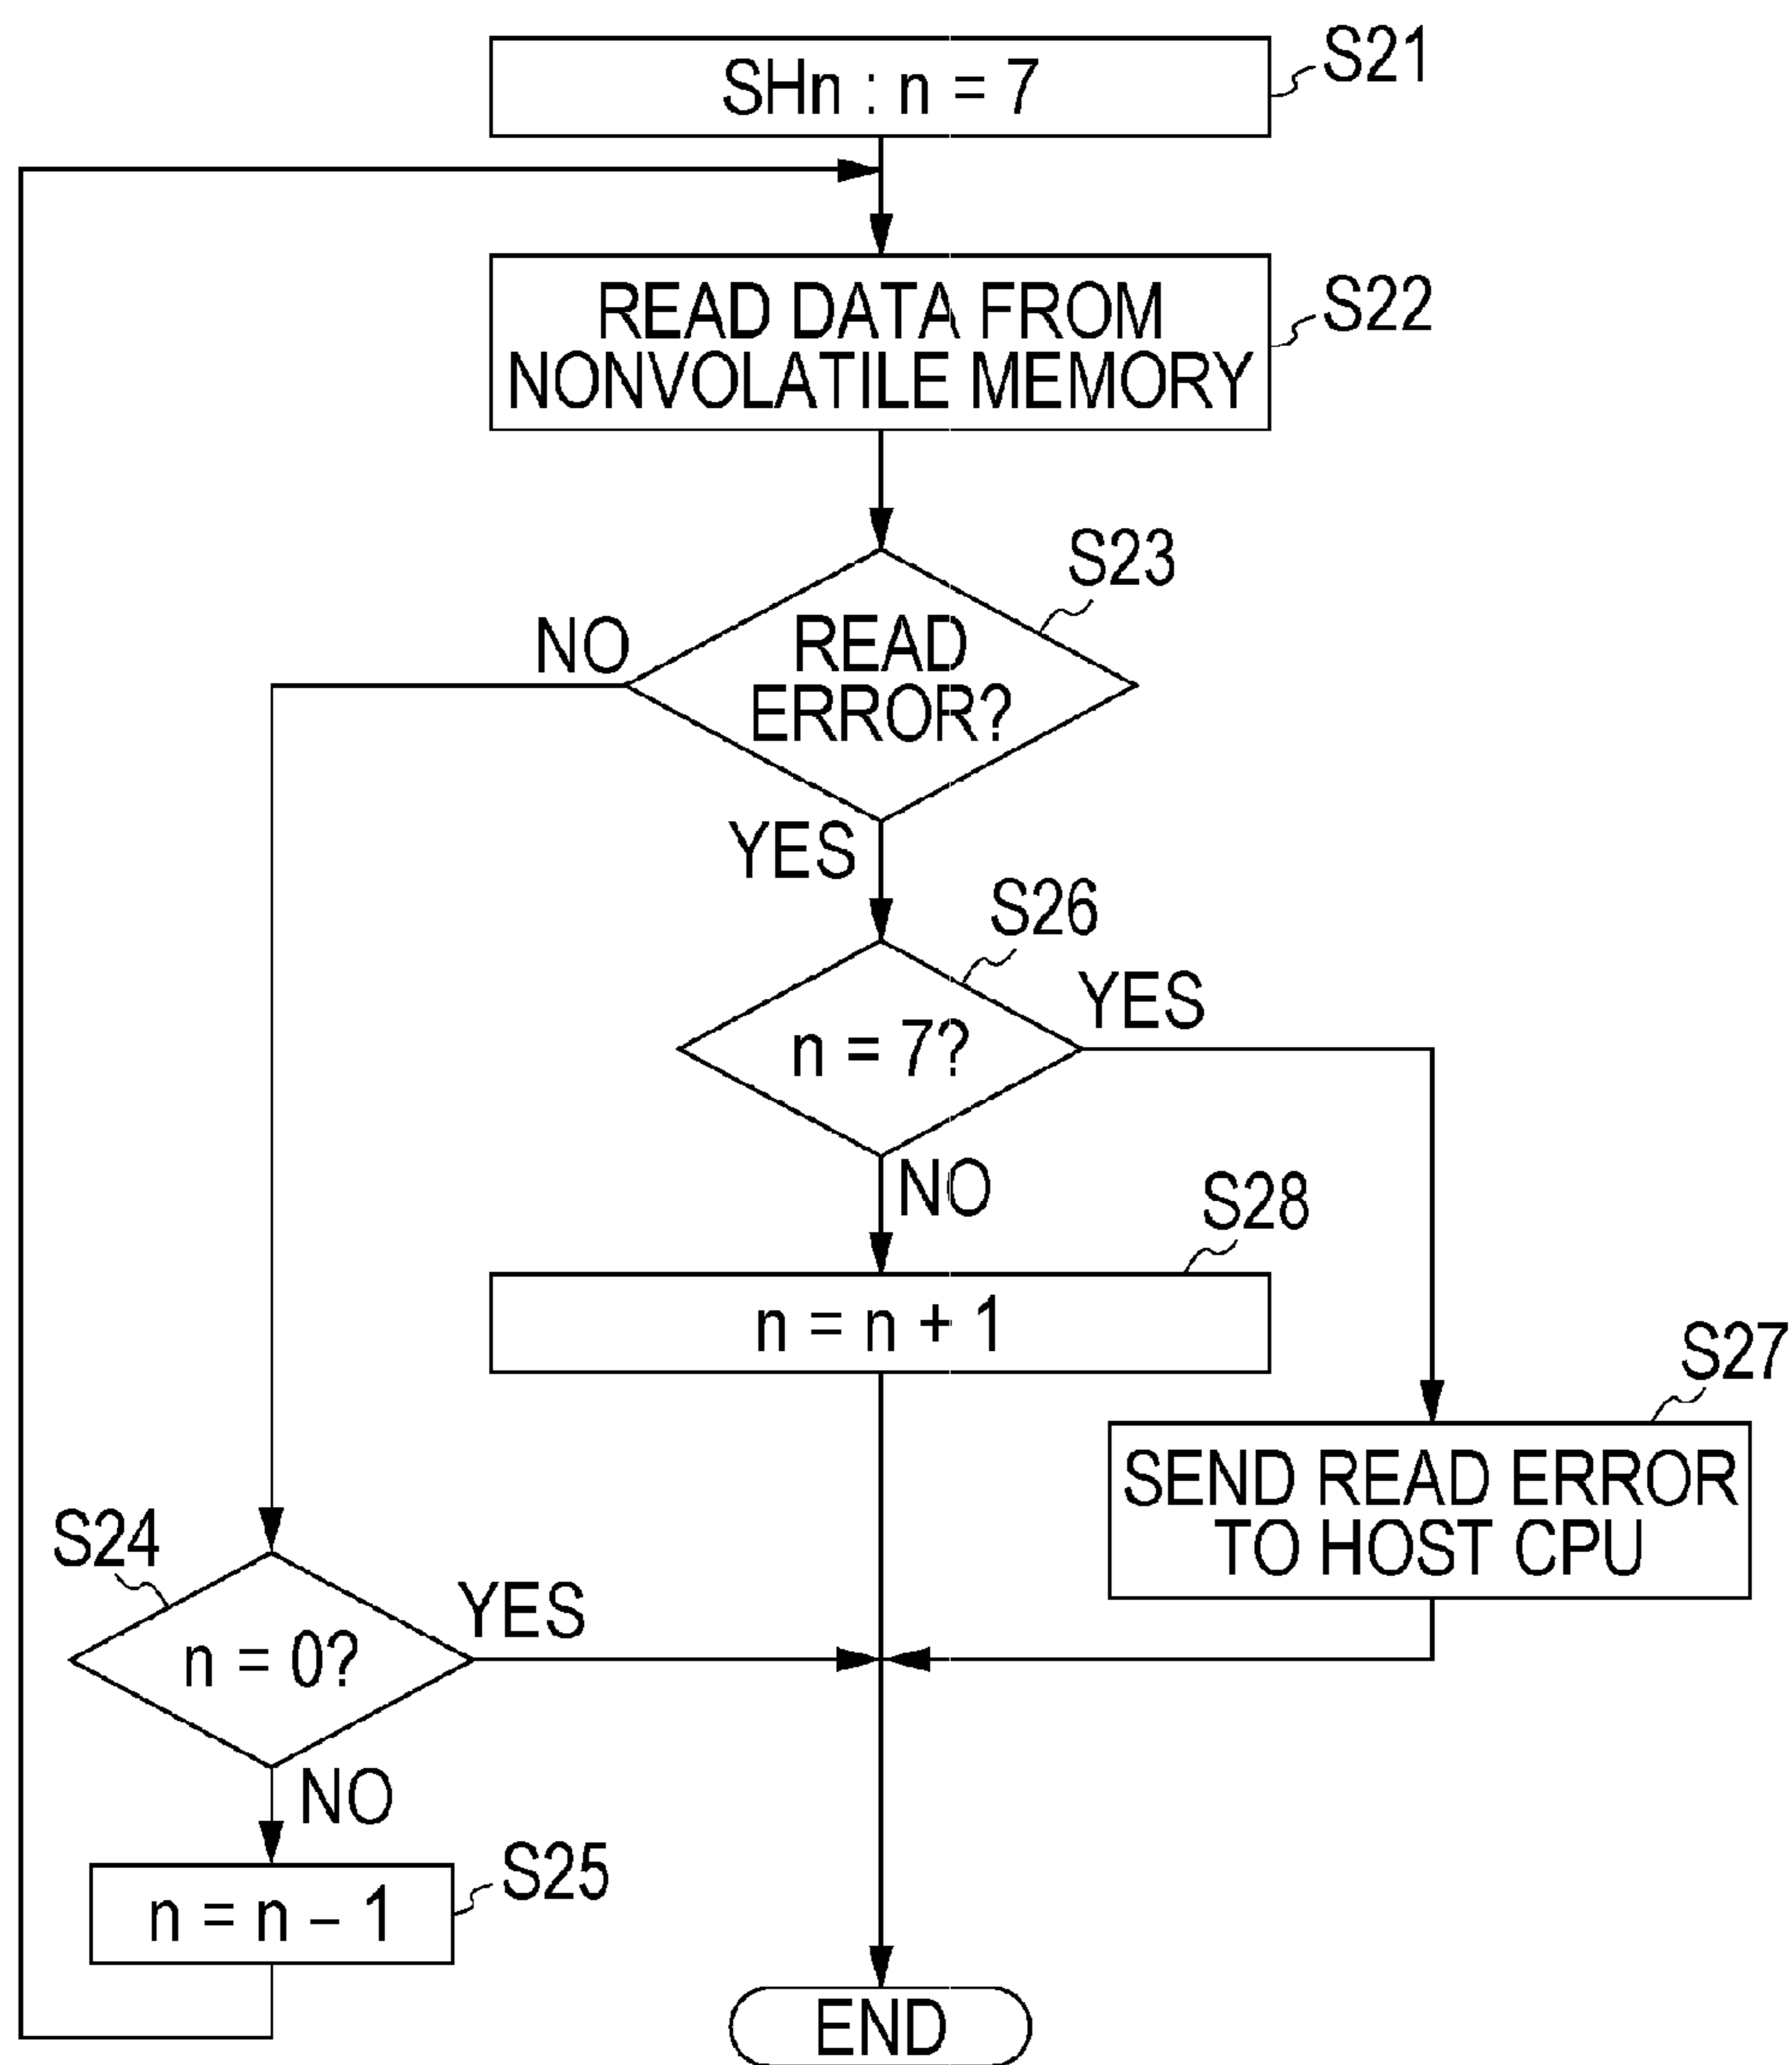 SHn : n = 7
S21
READ DATA FROM
NONVOLATILE MEMORY
S22
S23
READ
ERROR?
NO
YES
S26
n = 7?
YES
NO
S28
n = n + 1
S27
SEND READ ERROR
TO HOST CPU
S24
n = 0?
YES
NO
S25
n = n – 1
END